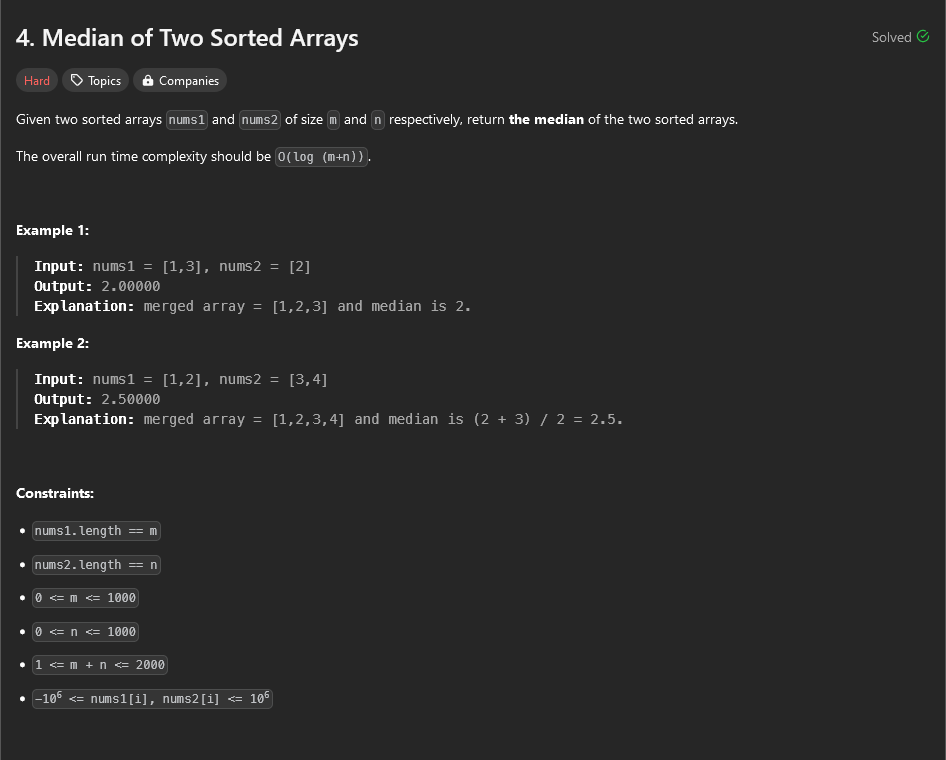 4. Median of Two Sorted Arrays
Solved
Hard Topics Companies
Given two sorted arrays nums1 and nums2 of size m and n respectively, return the median of the two sorted arrays.
The overall run time complexity should be O(log (m+n)).
Example 1:
Input: nums1 = [1,3], nums2 = [2]
Output: 2.00000
Explanation: merged array = [1,2,3] and median is 2.
Example 2:
Input: nums1 = [1,2], nums2 = [3,4]
Output: 2.50000
Explanation: merged array = [1,2,3,4] and median is (2 + 3) / 2 = 2.5.
Constraints:
• nums1.length == m
• nums2.length == n
• 0 <= m <= 1000
• 0 <= n <= 1000
• 1 <= m + n <= 2000
• -10⁶ <= nums1[i], nums2[i] <= 10⁶